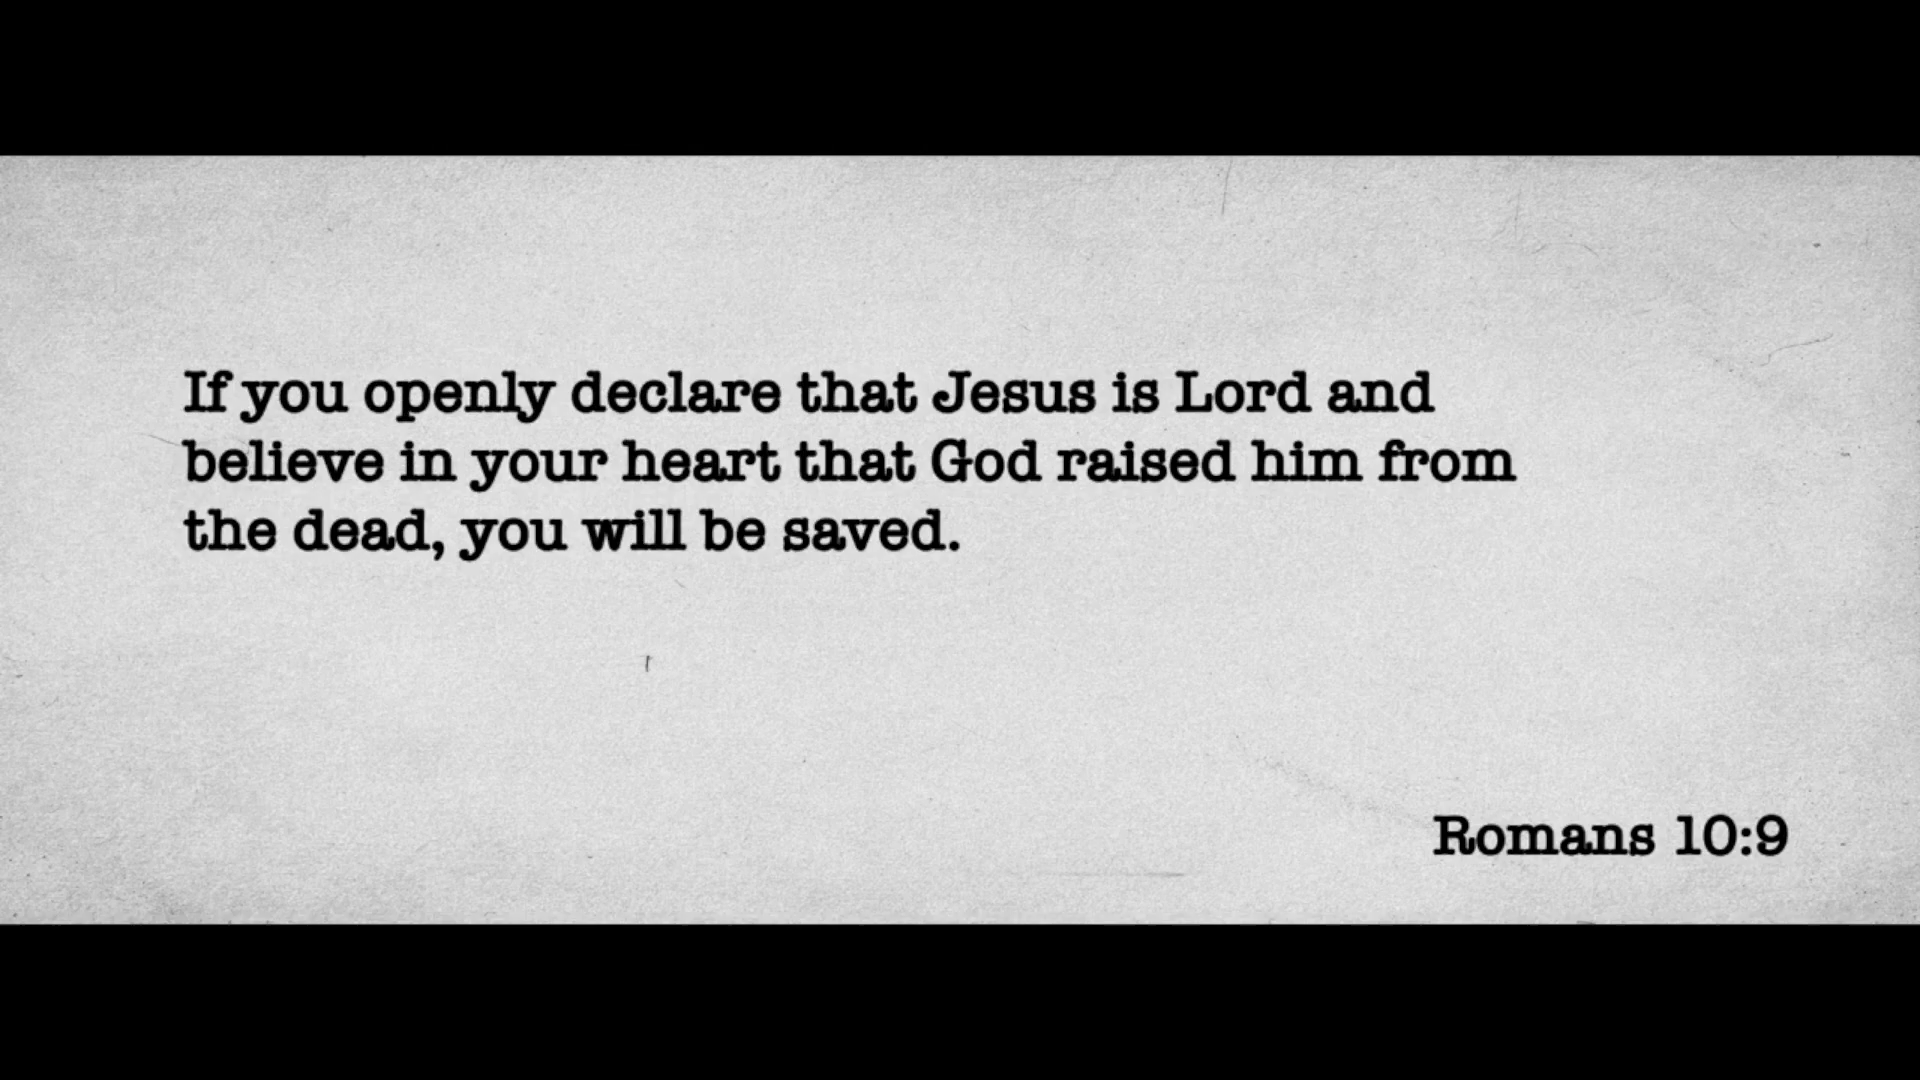 If you openly declare that Jesus is Lord and
believe in your heart that God raised him from
the dead, you will be saved.
Romans 10:9